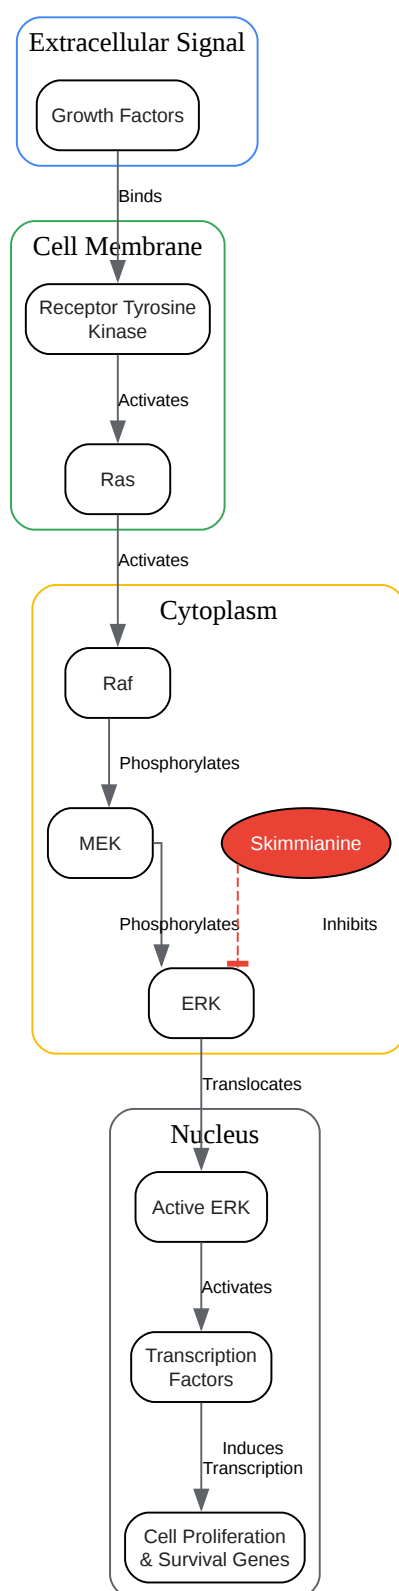 Extracellular Signal
Growth Factors
Binds
Cell Membrane
Receptor Tyrosine
Kinase
Activates
Ras
Activates
Cytoplasm
Raf
Phosphorylates
MEK
Skimmianine
Phosphorylates
Inhibits
ERK
Translocates
Nucleus
Active ERK
Activates
Transcription
Factors
Induces
Transcription
Cell Proliferation
& Survival Genes